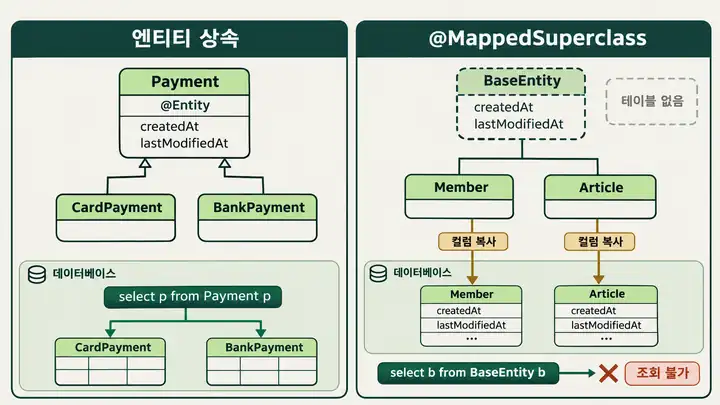 엔티티 상속
Payment
@Entity
createdAt
lastModifiedAt
CardPayment
BankPayment
데이터베이스
select p from Payment p
CardPayment
BankPayment
@MappedSuperclass
BaseEntity
createdAt
lastModifiedAt
테이블 없음
Member
Article
컬럼 복사
컬럼 복사
데이터베이스
Member
createdAt
lastModifiedAt
...
Article
createdAt
lastModifiedAt
...
select b from BaseEntity b
조회 불가